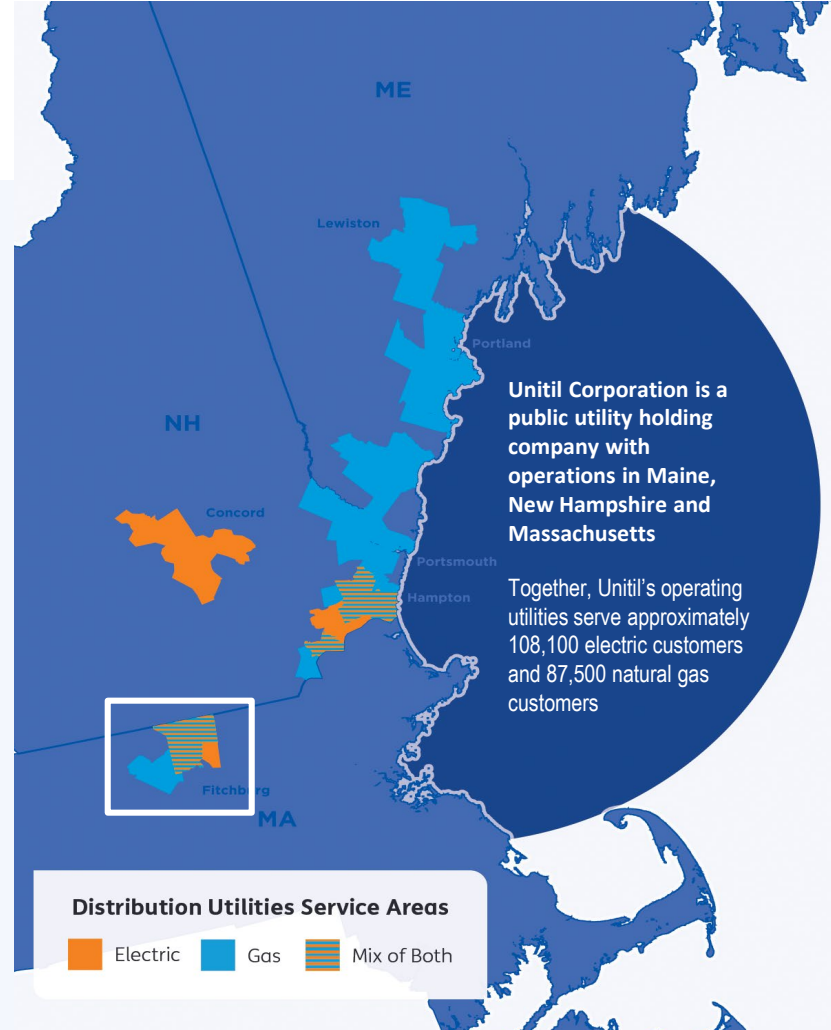 ME
Lewiston
Portland
Unitil Corporation is a
public utility holding
company with
operations in Maine,
New Hampshire and
Massachusetts
NH
Concord
Portsmouth
Hampton
Together, Unitil's operating
utilities serve approximately
108,100 electric customers
and 87,500 natural gas
customers
Fitchberg
MA
Distribution Utilities Service Areas
Electric
Gas
Mix of Both